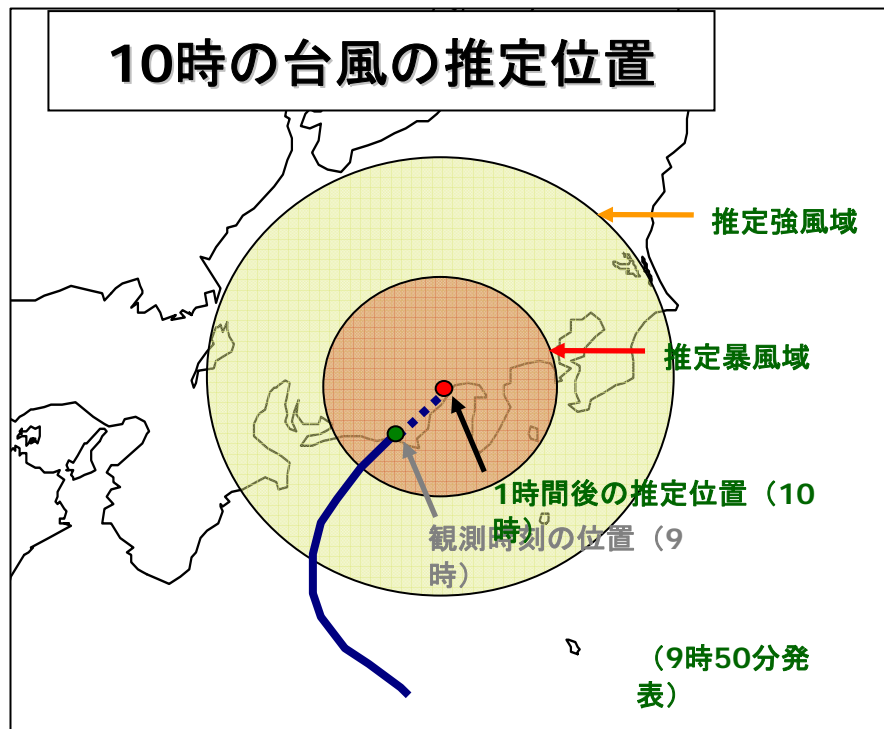 10時の台風の推定位置
推定強風域
推定暴風域
1時間後の推定位置（10
時）
観測時刻の位置（9
時）
（9時50分発
表）